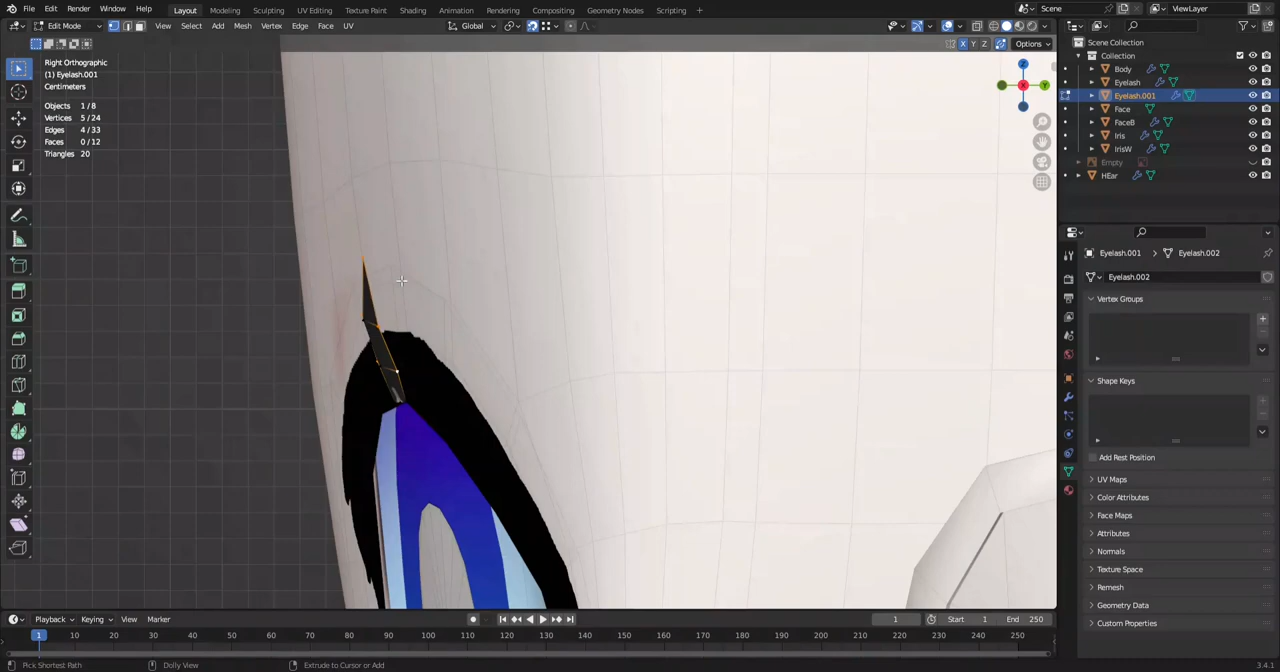 File Edit Render Window Help Layout Modeling Sculpting UV Editing Texture Paint Shading Animation Rendering Compositing Geometry Nodes Scripting + Scene ViewLayer
Edit Mode View Select Add Mesh Vertex Edge Face UV Global
X Y Z Options
Right Orthographic
(1) Eyelash.001
Centimeters
Objects 1/8
Vertices 5/24
Edges 4/33
Faces 0/12
Triangles 20
Z
X Y
Scene Collection
Collection
Body
Eyelash
Eyelash.001
Face
FaceB
Iris
IrisW
Empty
HEar
Eyelash.001 > Eyelash.002
Eyelash.002
Vertex Groups
Shape Keys
Add Rest Position
UV Maps
Color Attributes
Face Maps
Attributes
Normals
Texture Space
Remesh
Geometry Data
Custom Properties
Playback Keying View Marker 1 Start 1 End 250
1 10 20 30 40 50 60 70 80 90 100 110 120 130 140 150 160 170 180 190 200 210 220 230 240 250
Pick Shortest Path Dolly View Extrude to Cursor or Add 3.4.1